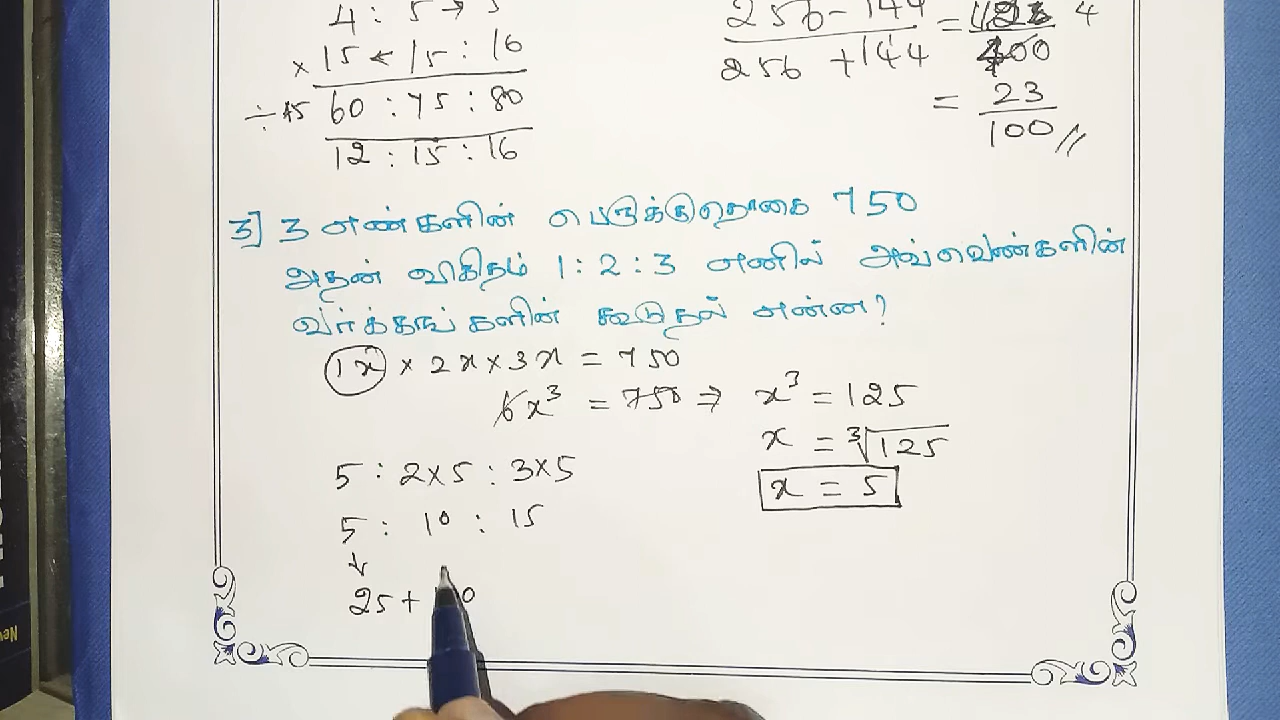 4 : 5 → 5
× 15 ← 15 : 16
÷ 5 60 : 75 : 80
12 : 15 : 16
256 - 144 = 4
256 + 144 400
= 23
100 //
3] 3 எண்களின் பெருக்குதொகை 750
அதன் விகிதம் 1 : 2 : 3 எனில் அவ்வெண்களின்
வர்க்கங்களின் கூடுதல் என்ன?
1x × 2x × 3x = 750
6x³ = 750 ⇒ x³ = 125
x = ∛125
5 : 2×5 : 3×5
x = 5
5 : 10 : 15
↓
25 +